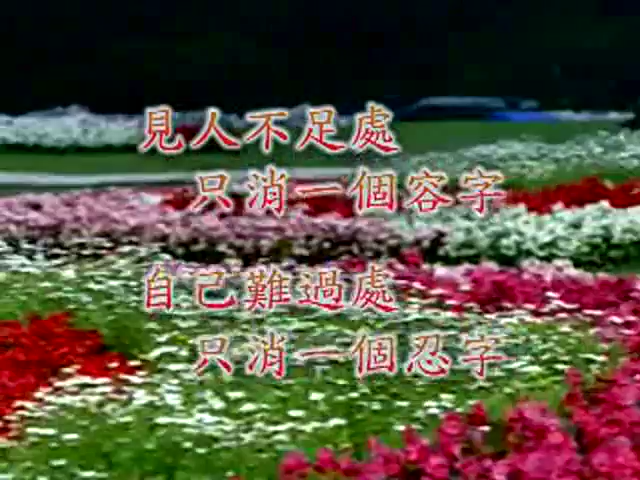 見人不足處
只消一個容字
自己難過處
只消一個忍字